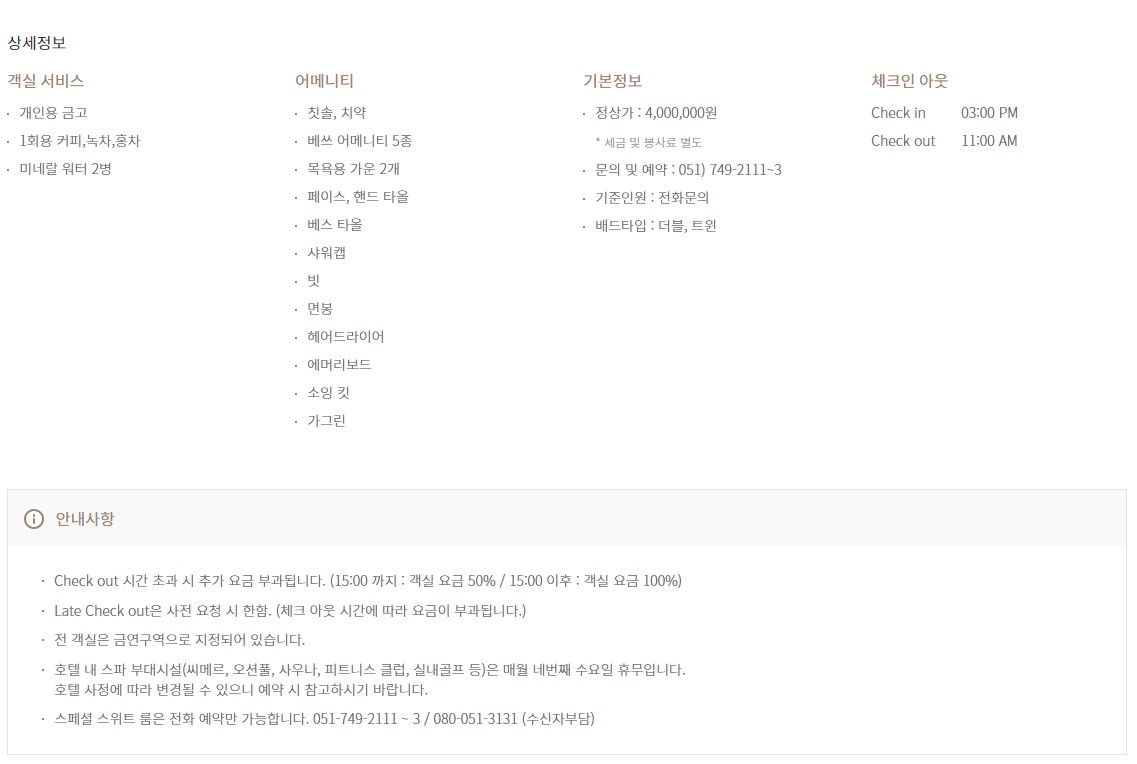 상세정보
객실 서비스
· 개인용 금고
· 1회용 커피,녹차,홍차
· 미네랄 워터 2병
어메니티
· 칫솔, 치약
· 베쓰 어메니티 5종
· 목욕용 가운 2개
· 페이스, 핸드 타올
· 베스 타올
· 샤워캡
· 빗
· 면봉
· 헤어드라이어
· 에머리보드
· 소잉 킷
· 가그린
기본정보
· 정상가 : 4,000,000원
* 세금 및 봉사료 별도
· 문의 및 예약 : 051) 749-2111~3
· 기준인원 : 전화문의
· 배드타입 : 더블, 트윈
체크인 아웃
Check in 03:00 PM
Check out 11:00 AM
안내사항
· Check out 시간 초과 시 추가 요금 부과됩니다. (15:00 까지 : 객실 요금 50% / 15:00 이후 : 객실 요금 100%)
· Late Check out은 사전 요청 시 한함. (체크 아웃 시간에 따라 요금이 부과됩니다.)
· 전 객실은 금연구역으로 지정되어 있습니다.
· 호텔 내 스파 부대시설(씨메르, 오션풀, 사우나, 피트니스 클럽, 실내골프 등)은 매월 네번째 수요일 휴무입니다.
호텔 사정에 따라 변경될 수 있으니 예약 시 참고하시기 바랍니다.
· 스페셜 스위트 룸은 전화 예약만 가능합니다. 051-749-2111 ~ 3 / 080-051-3131 (수신자부담)